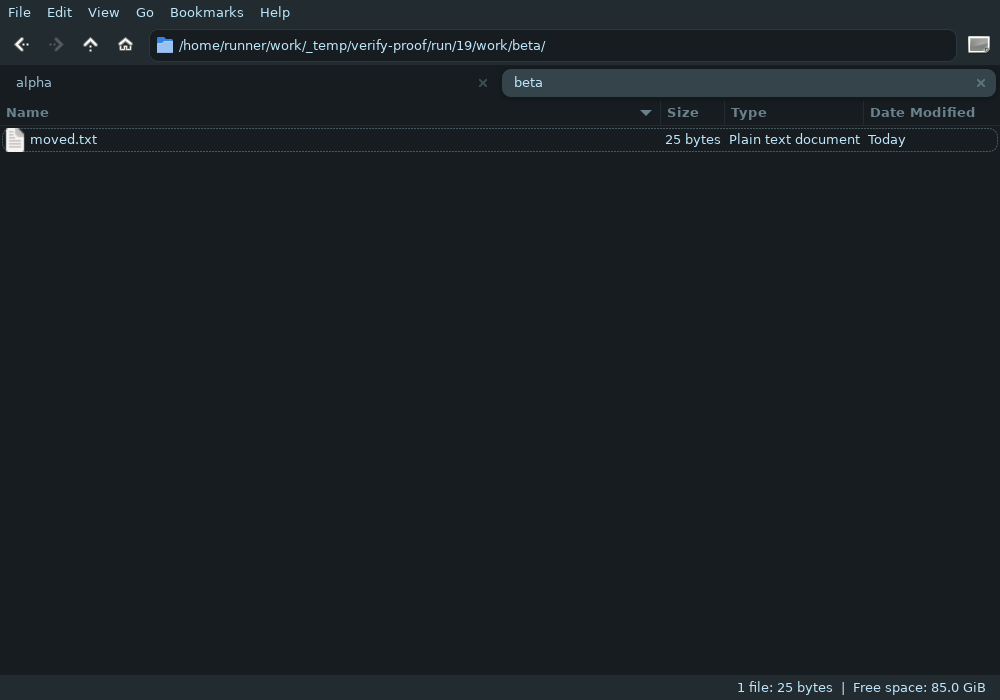 File Edit View Go Bookmarks Help
/home/runner/work/_temp/verify-proof/run/19/work/beta/
alpha beta
Name Size Type Date Modified
moved.txt 25 bytes Plain text document Today
1 file: 25 bytes | Free space: 85.0 GiB